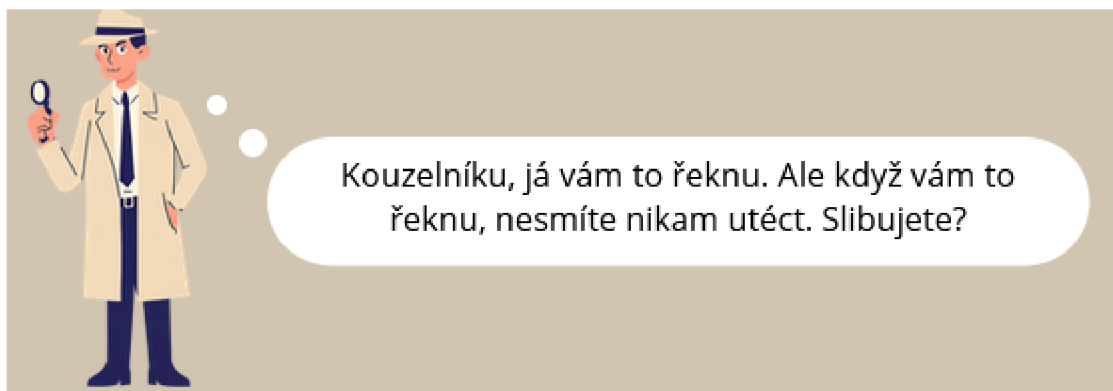 Kouzelníku, já vám to řeknu. Ale když vám to
řeknu, nesmíte nikam utéct. Slibujete?